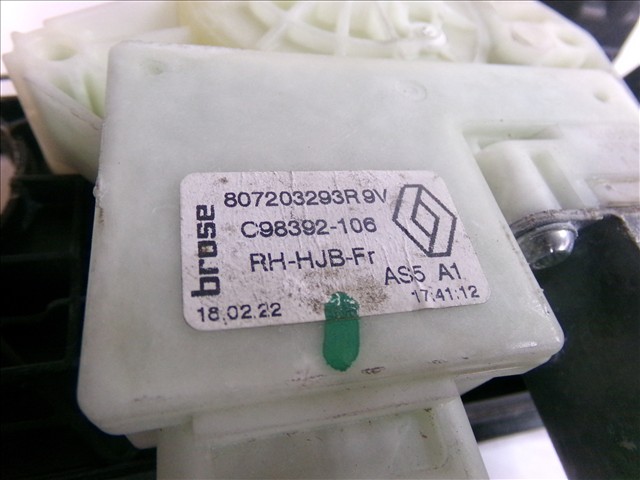 brose
807203293R 9V
C98392-106
RH-HJB-Fr
AS5 A1
18.02.22
17:41:12